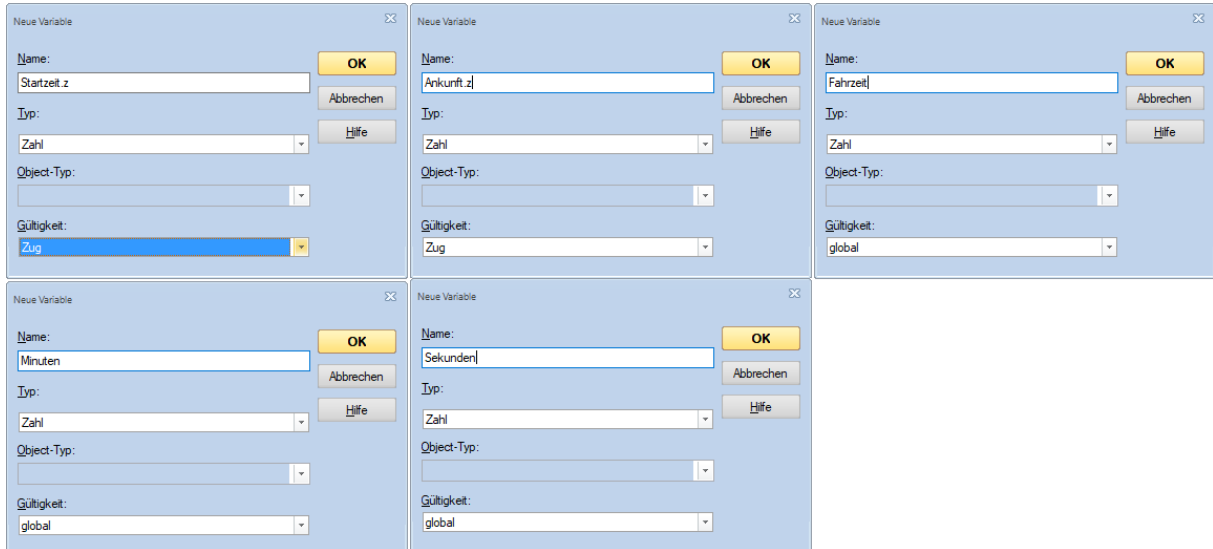 Neue Variable
Name:
Startzeit.z
OK
Abbrechen
Typ:
Hilfe
Zahl
Object-Typ:
Gültigkeit:
Zug
Neue Variable
Name:
Ankunft.z
OK
Abbrechen
Typ:
Hilfe
Zahl
Object-Typ:
Gültigkeit:
Zug
Neue Variable
Name:
Fahrzeit
OK
Abbrechen
Typ:
Hilfe
Zahl
Object-Typ:
Gültigkeit:
global
Neue Variable
Name:
Minuten
OK
Abbrechen
Typ:
Hilfe
Zahl
Object-Typ:
Gültigkeit:
global
Neue Variable
Name:
Sekunden
OK
Abbrechen
Typ:
Hilfe
Zahl
Object-Typ:
Gültigkeit:
global